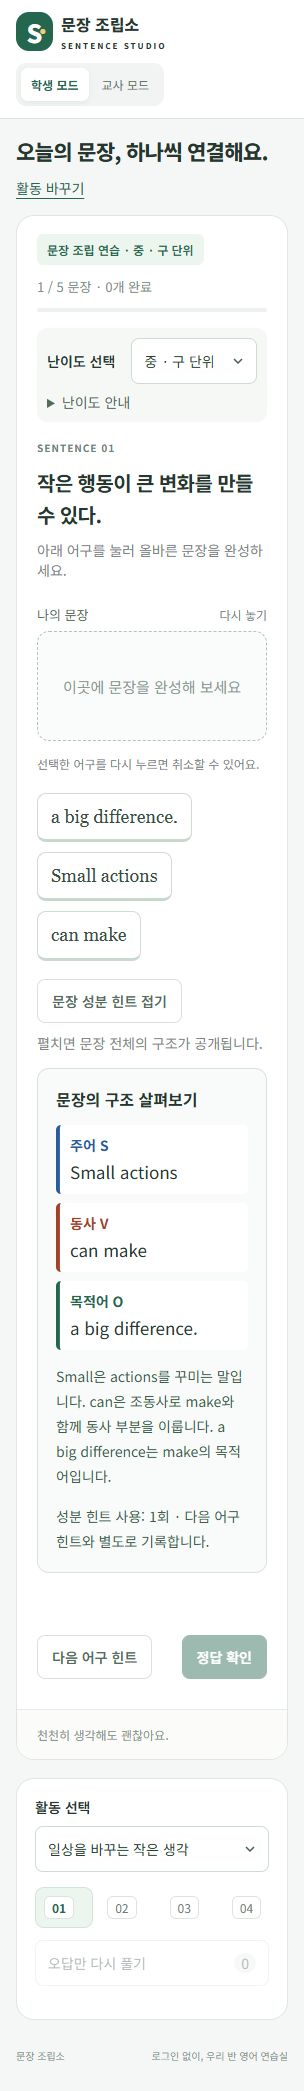 S
문장 조립소
SENTENCE STUDIO
학생 모드
교사 모드
오늘의 문장, 하나씩 연결해요.
활동 바꾸기
문장 조립 연습 · 중 · 구 단위
1 / 5 문장 · 0개 완료
난이도 선택
중 · 구 단위
▶ 난이도 안내
SENTENCE 01
작은 행동이 큰 변화를 만들
수 있다.
아래 어구를 눌러 올바른 문장을 완성하
세요.
나의 문장
다시 놓기
이곳에 문장을 완성해 보세요
선택한 어구를 다시 누르면 취소할 수 있어요.
a big difference.
Small actions
can make
문장 성분 힌트 접기
펼치면 문장 전체의 구조가 공개됩니다.
문장의 구조 살펴보기
주어 S
Small actions
동사 V
can make
목적어 O
a big difference.
Small은 actions를 꾸미는 말입
니다. can은 조동사로 make와
함께 동사 부분을 이룹니다. a
big difference는 make의 목적
어입니다.
성분 힌트 사용: 1회 · 다음 어구
힌트와 별도로 기록합니다.
다음 어구 힌트
정답 확인
천천히 생각해도 괜찮아요.
활동 선택
일상을 바꾸는 작은 생각
01
02
03
04
오답만 다시 풀기
0
문장 조립소
로그인 없이, 우리 반 영어 연습실